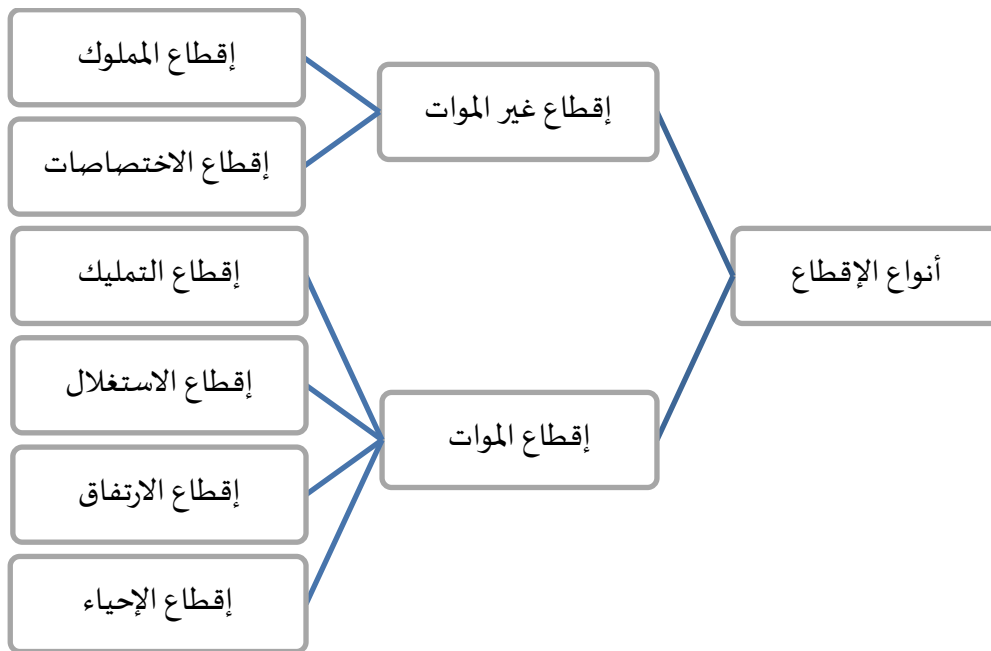 أنواع الإقطاع
إقطاع غير الموات
إقطاع المملوك
إقطاع الاختصاصات
إقطاع الموات
إقطاع التمليك
إقطاع الاستغلال
إقطاع الارتفاق
إقطاع الإحياء